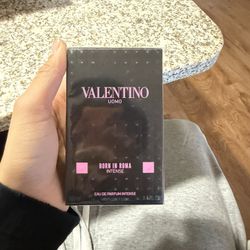 VALENTINO
UOMO
BORN IN ROMA
INTENSE
EAU DE PARFUM INTENSE